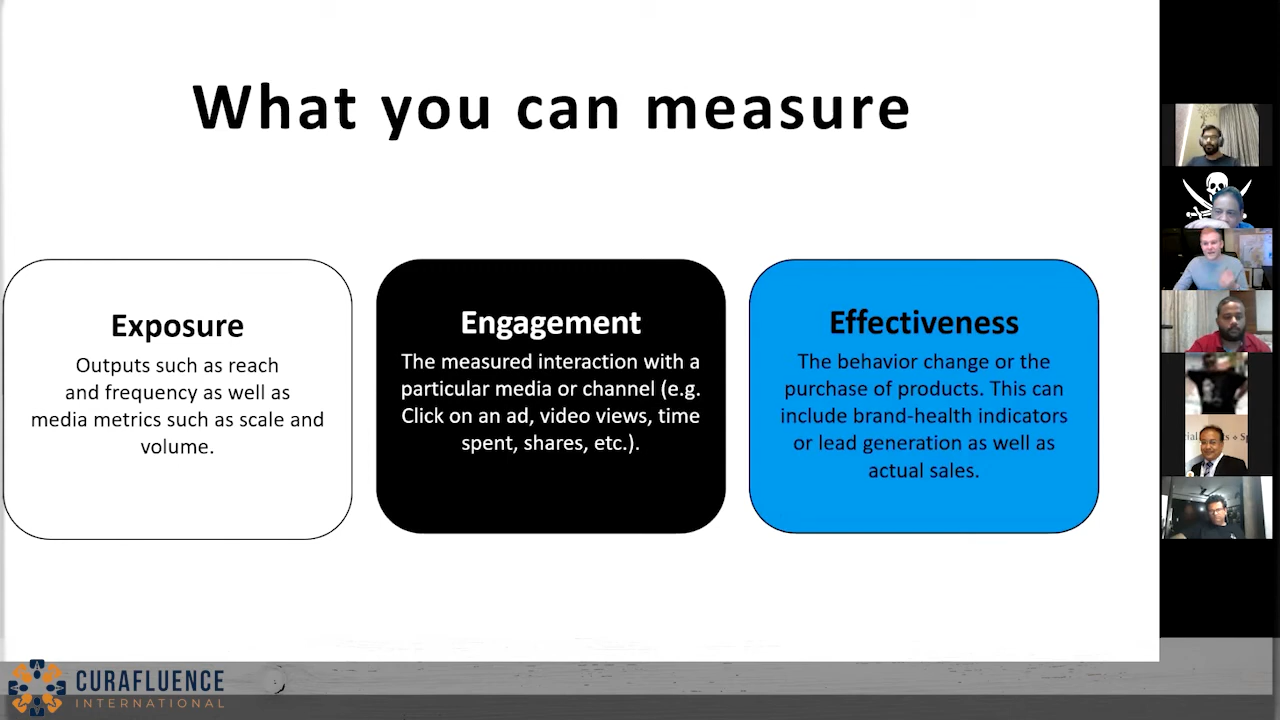 What you can measure
Exposure
Outputs such as reach
and frequency as well as
media metrics such as scale and
volume.
Engagement
The measured interaction with a
particular media or channel (e.g.
Click on an ad, video views, time
spent, shares, etc.).
Effectiveness
The behavior change or the
purchase of products. This can
include brand-health indicators
or lead generation as well as
actual sales.
CURAFLUENCE
INTERNATIONAL